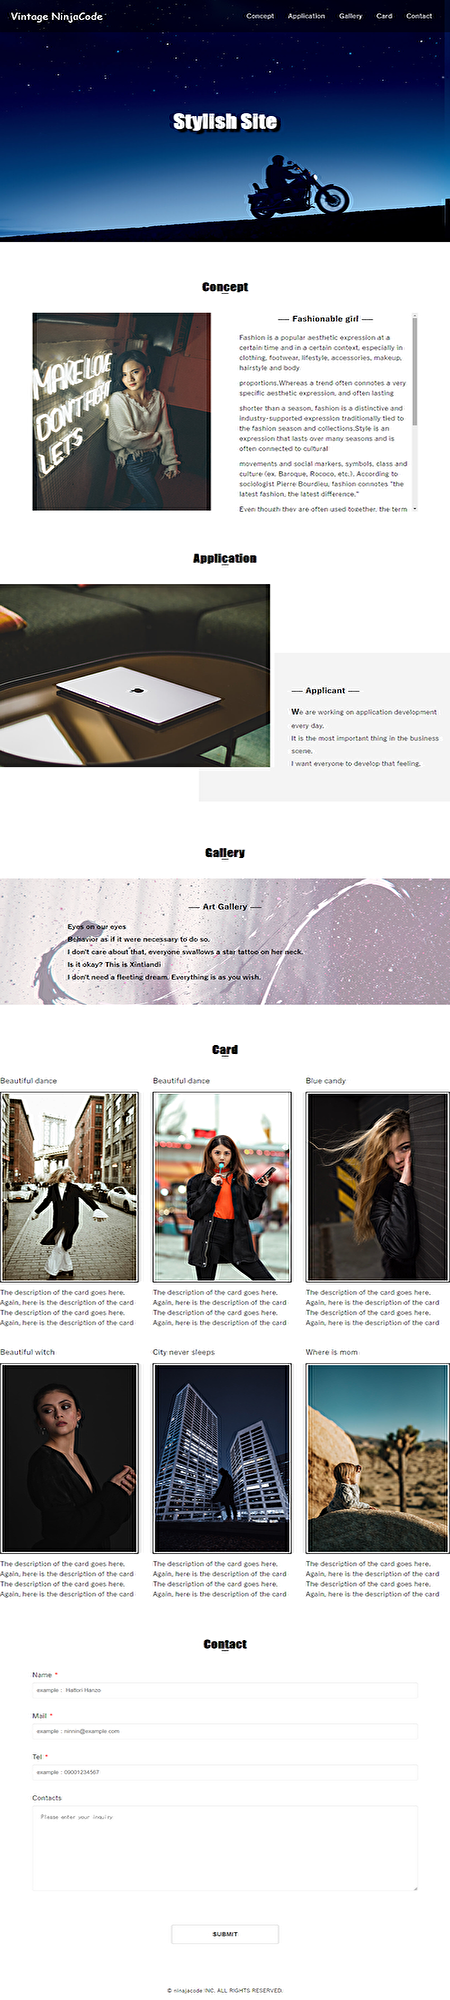 Vintage NinjaCode
Concept Application Gallery Card Contact
Stylish Site
Concept
MAKE LOVE
DON'T FIGHT
LETS
Fashionable girl
Fashion is a popular aesthetic expression at a
certain time and in a certain context, especially in
clothing, footwear, lifestyle, accessories, makeup,
hairstyle and body.
proportions.Whereas a trend often connotes a very
specific aesthetic expression, and often lasting
shorter than a season, fashion is a distinctive and
industry-supported expression traditionally tied to
the fashion season and collections.Style is an
expression that lasts over many seasons and is
often connected to cultural
movements and social markers, symbols, class and
culture (ex. Baroque, Rococo, etc.). According to
sociologist Pierre Bourdieu, fashion connotes "the
latest fashion, the latest difference."
Even though they are often used together, the term
Application
Applicant
We are working on application development
every day.
It is the most important thing in the business
scene.
I want everyone to develop that feeling.
Gallery
Art Gallery
Eyes on our eyes
Behavior as if it were necessary to do so.
I don't care about that, everyone swallows a star tattoo on her neck.
Is it okay? This is Xintiandi
I don't need a fleeting dream. Everything is as you wish.
Card
Beautiful dance
The description of the card goes here.
Again, here is the description of the card
The description of the card goes here.
Again, here is the description of the card
Beautiful dance
The description of the card goes here.
Again, here is the description of the card
The description of the card goes here.
Again, here is the description of the card
Blue candy
The description of the card goes here.
Again, here is the description of the card
The description of the card goes here.
Again, here is the description of the card
Beautiful witch
The description of the card goes here.
Again, here is the description of the card
The description of the card goes here.
Again, here is the description of the card
City never sleeps
The description of the card goes here.
Again, here is the description of the card
The description of the card goes here.
Again, here is the description of the card
Where is mom
The description of the card goes here.
Again, here is the description of the card
The description of the card goes here.
Again, here is the description of the card
Contact
Name *
example : Hattori Hanzo
Mail *
example : ninnin@example.com
Tel *
example : 09001234567
Contacts
Please enter your inquiry
SUBMIT
© ninajacode INC. ALL RIGHTS RESERVED.